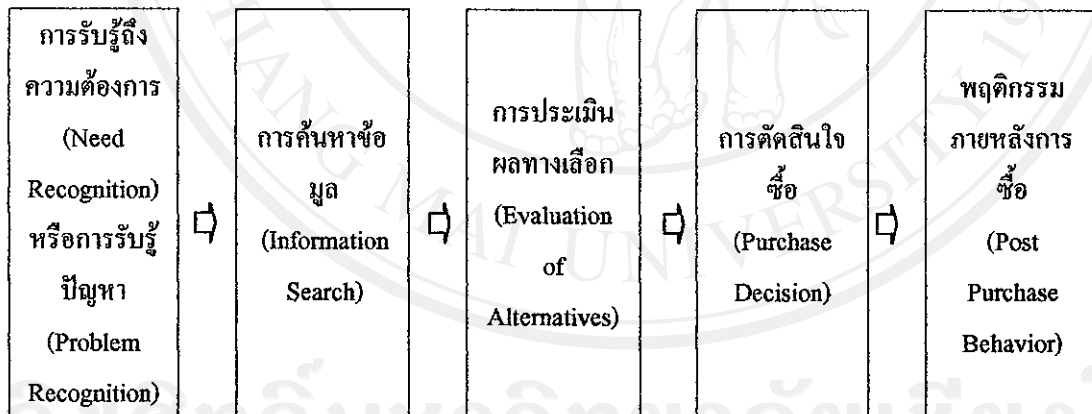 การรับรู้ถึง
ความต้องการ
(Need
Recognition)
หรือการรับรู้
ปัญหา
(Problem
Recognition)
การค้นหาข้อ
มูล
(Information
Search)
การประเมิน
ผลทางเลือก
(Evaluation
of
Alternatives)
การตัดสินใจ
ซื้อ
(Purchase
Decision)
พฤติกรรม
ภายหลังการ
ซื้อ
(Post
Purchase
Behavior)
MAI UNIVERSITY 19